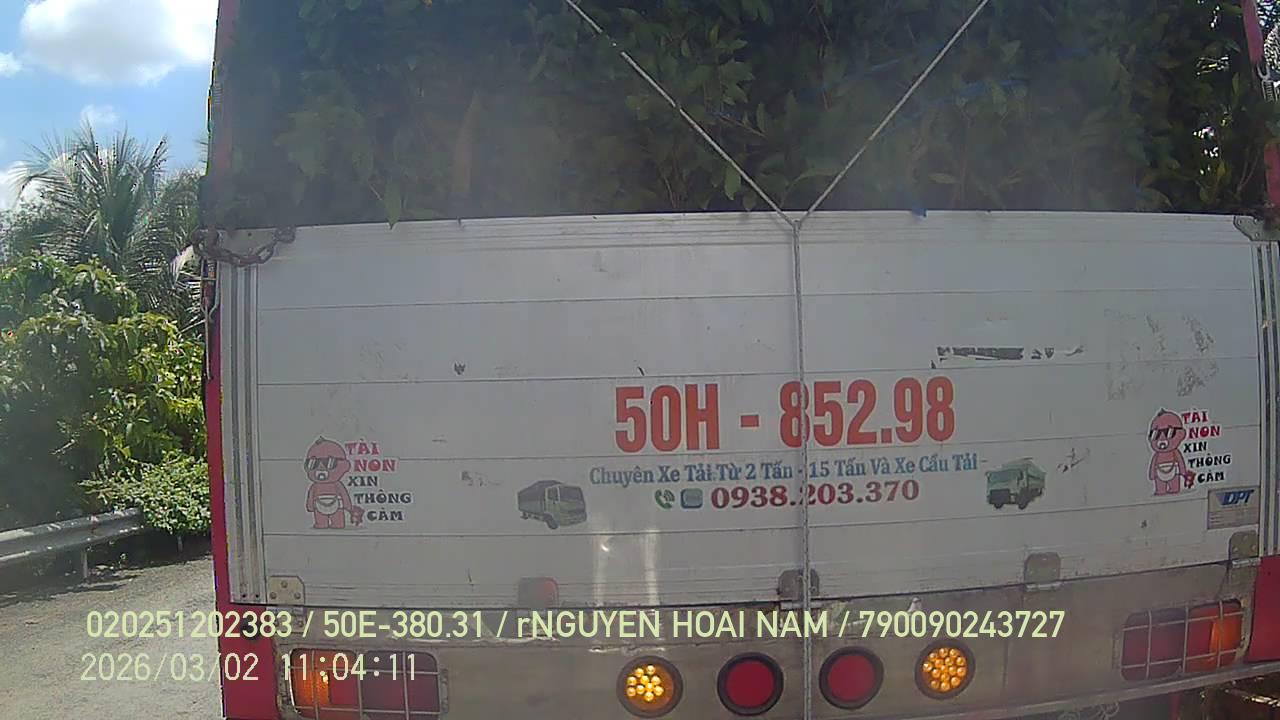 50H - 852.98
Chuyên Xe Tải Từ 2 Tấn - 15 Tấn Và Xe Cẩu Tải
0938.203.370
TÀI
NON
XIN
THÔNG
CẢM
TÀI
NON
XIN
THÔNG
CẢM
DPT
020251202383 / 50E-380.31 / rNGUYEN HOAI NAM / 790090243727
2026/03/02 11:04:11